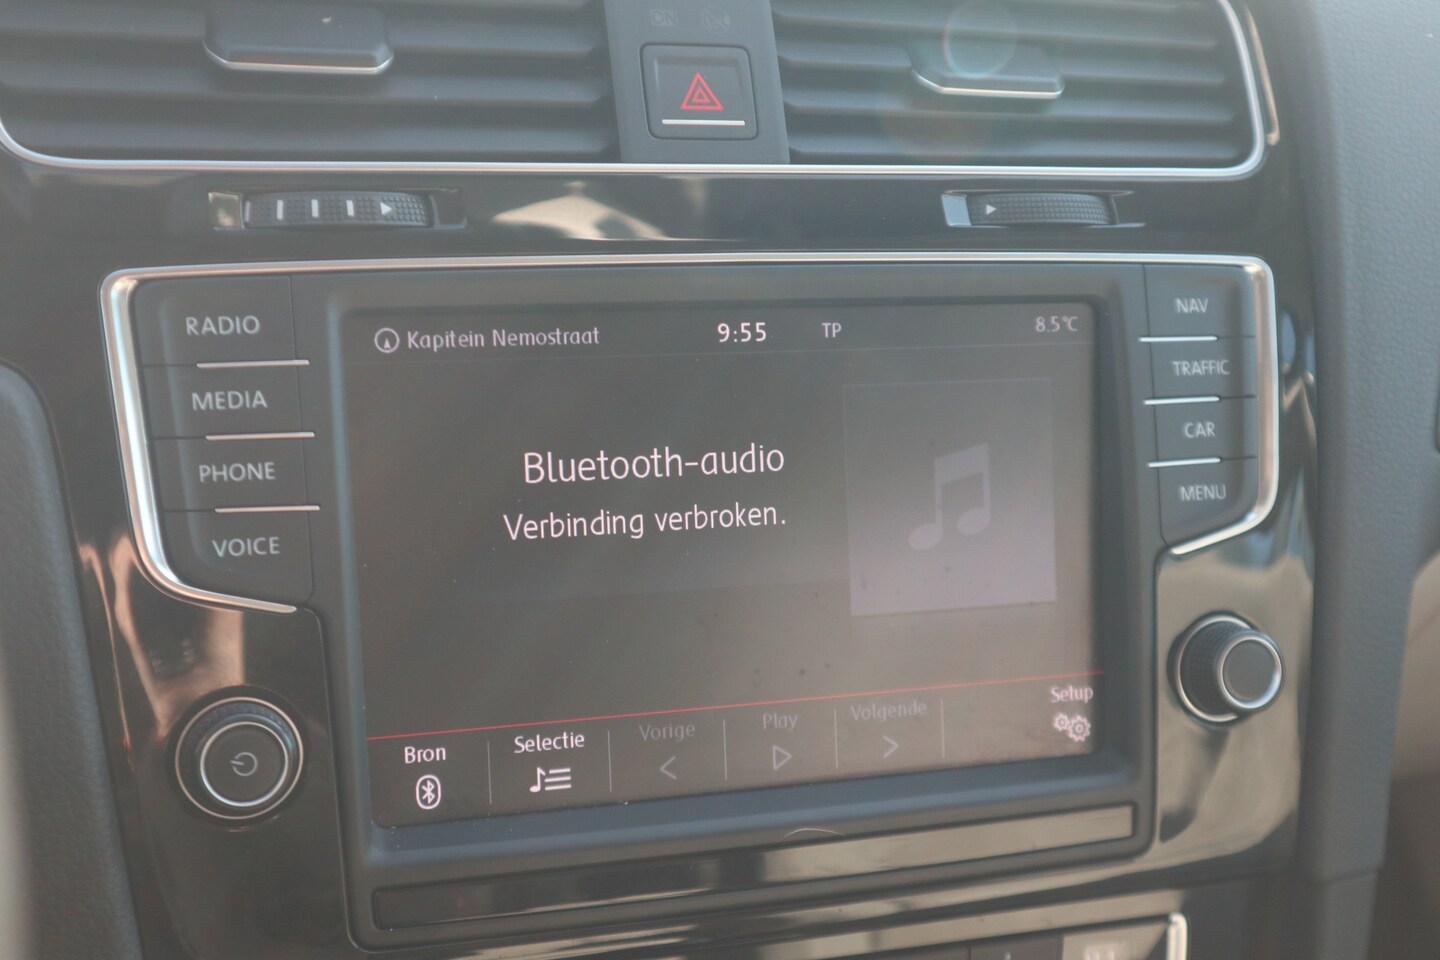 RADIO
MEDIA
PHONE
VOICE
Kapitein Nemostraat
9:55
TP
8.5°C
Bluetooth-audio
Verbinding verbroken.
Bron
Selectie
Vorige
Play
Volgende
Setup
NAV
TRAFFIC
CAR
MENU